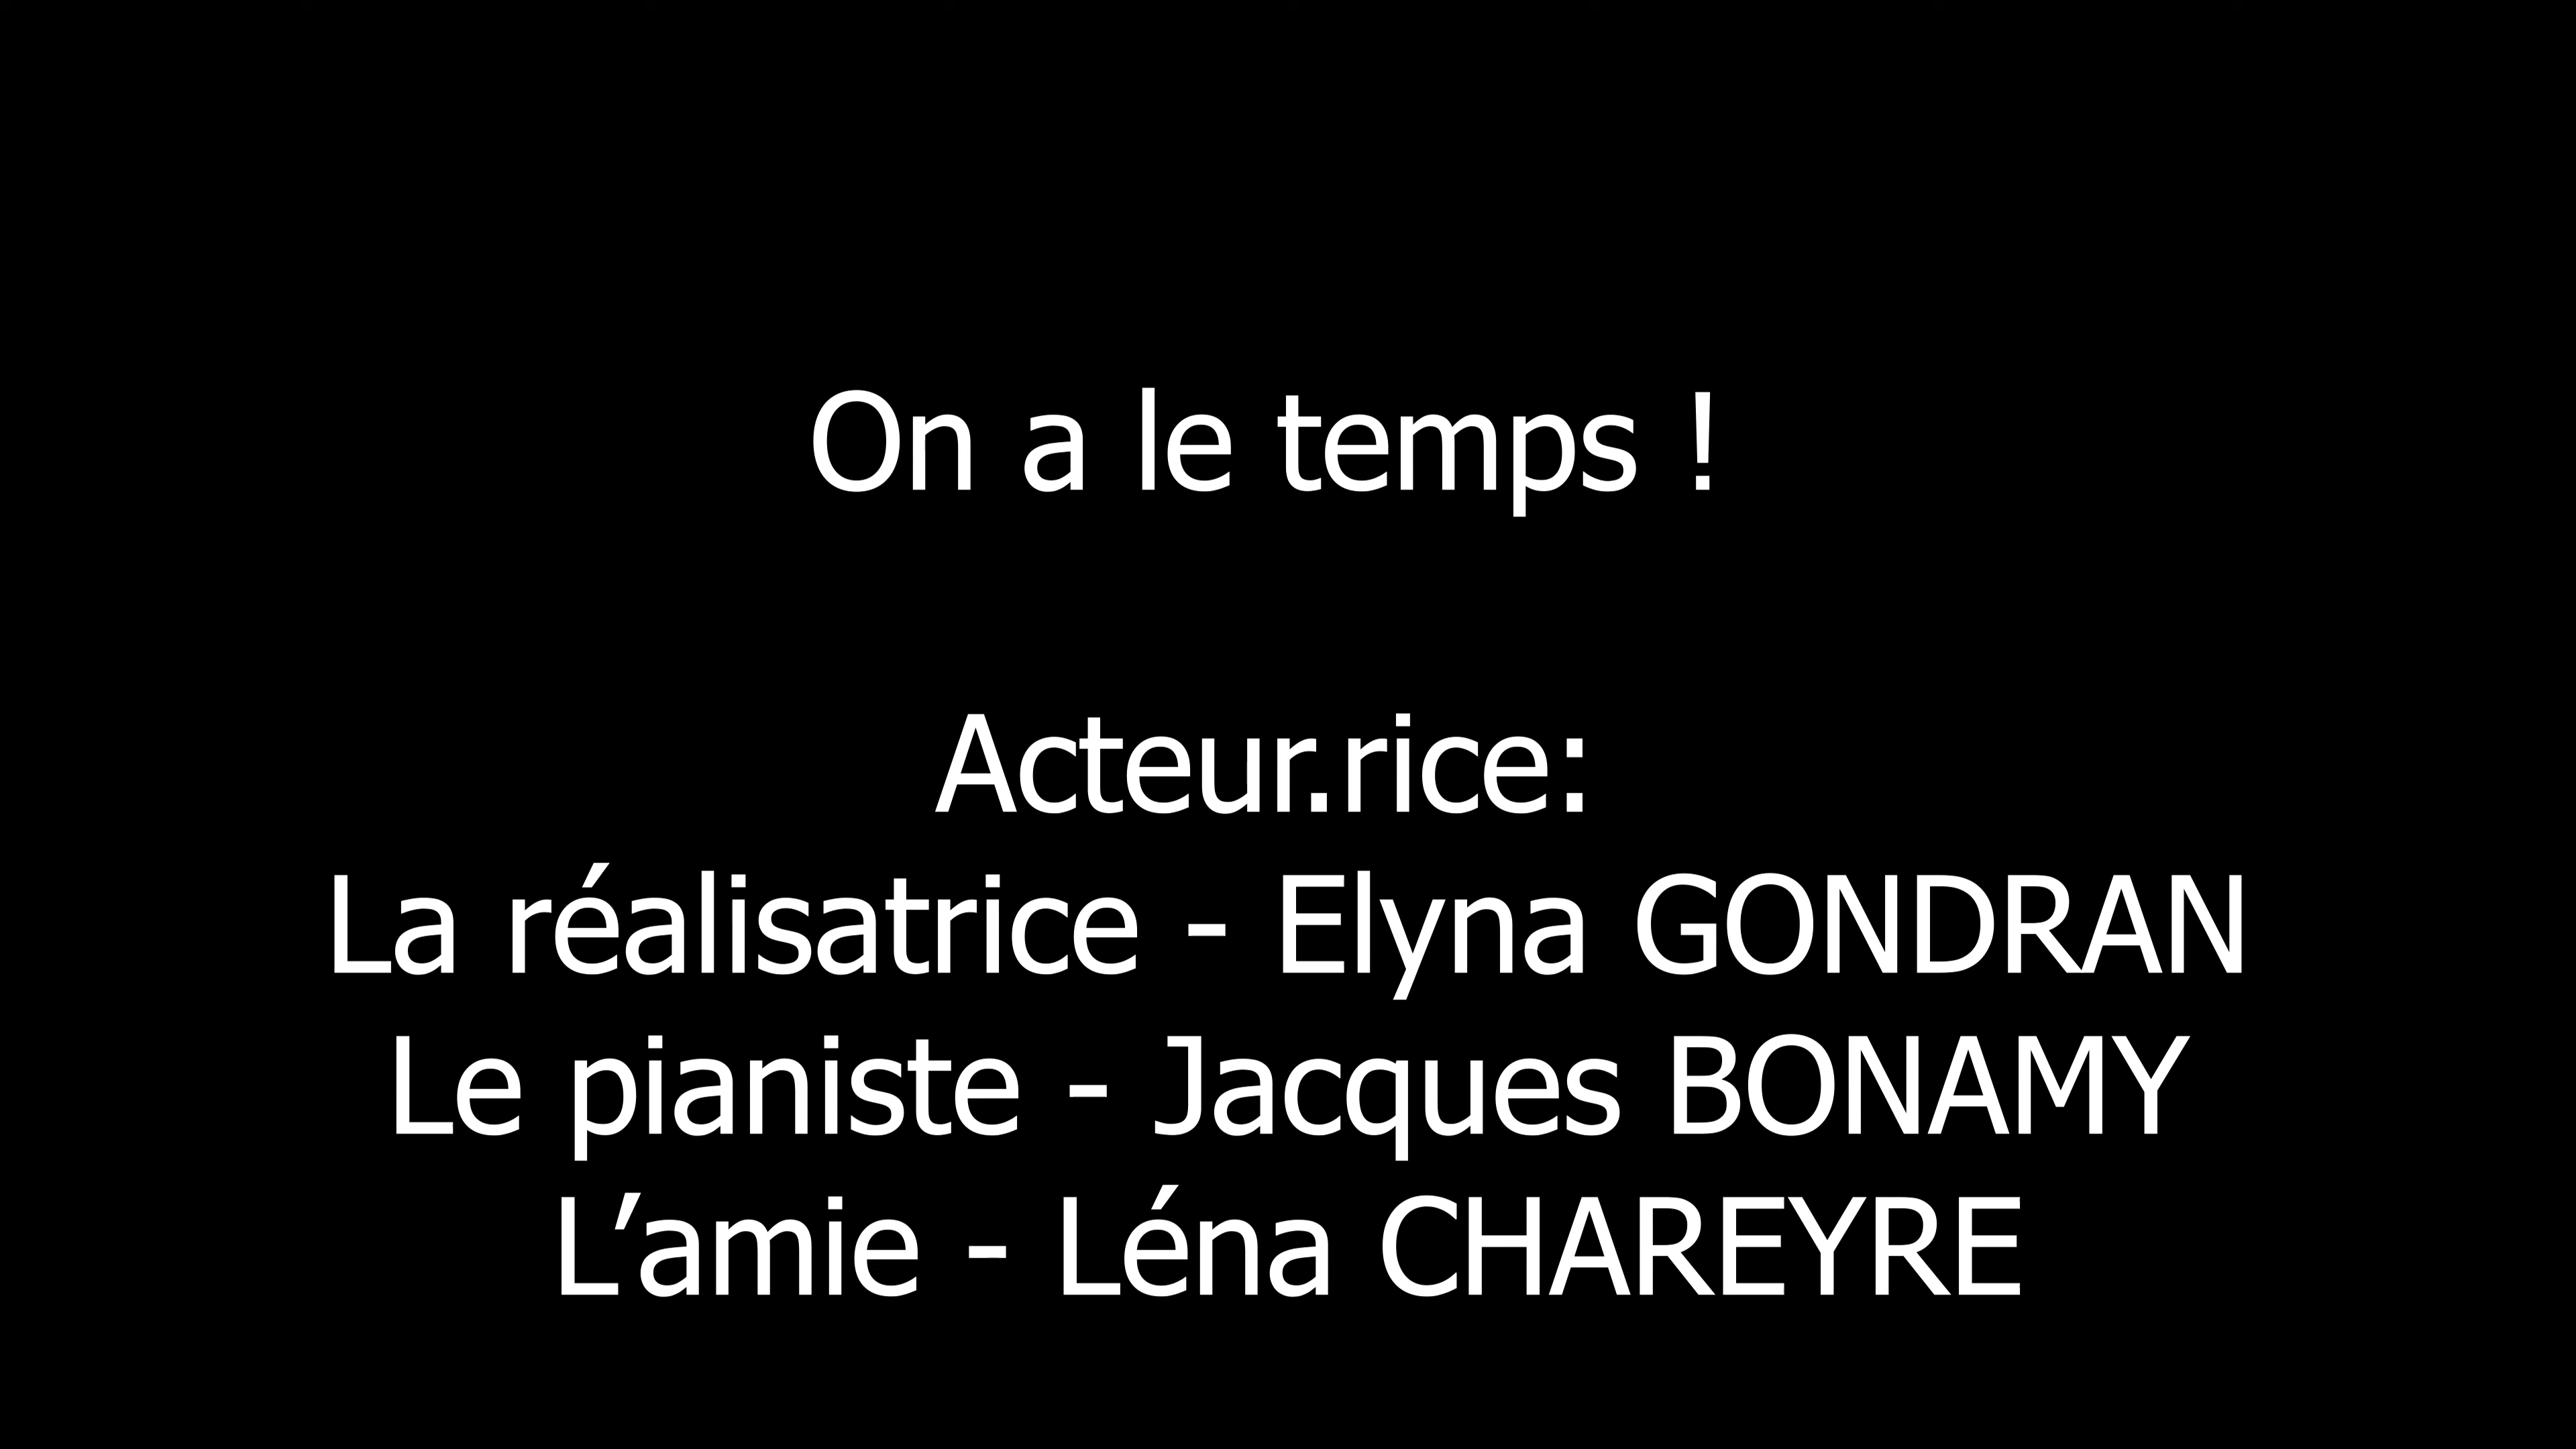 On a le temps !
Acteur.rice:
La réalisatrice - Elyna GONDRAN
Le pianiste - Jacques BONAMY
L’amie - Léna CHAREYRE